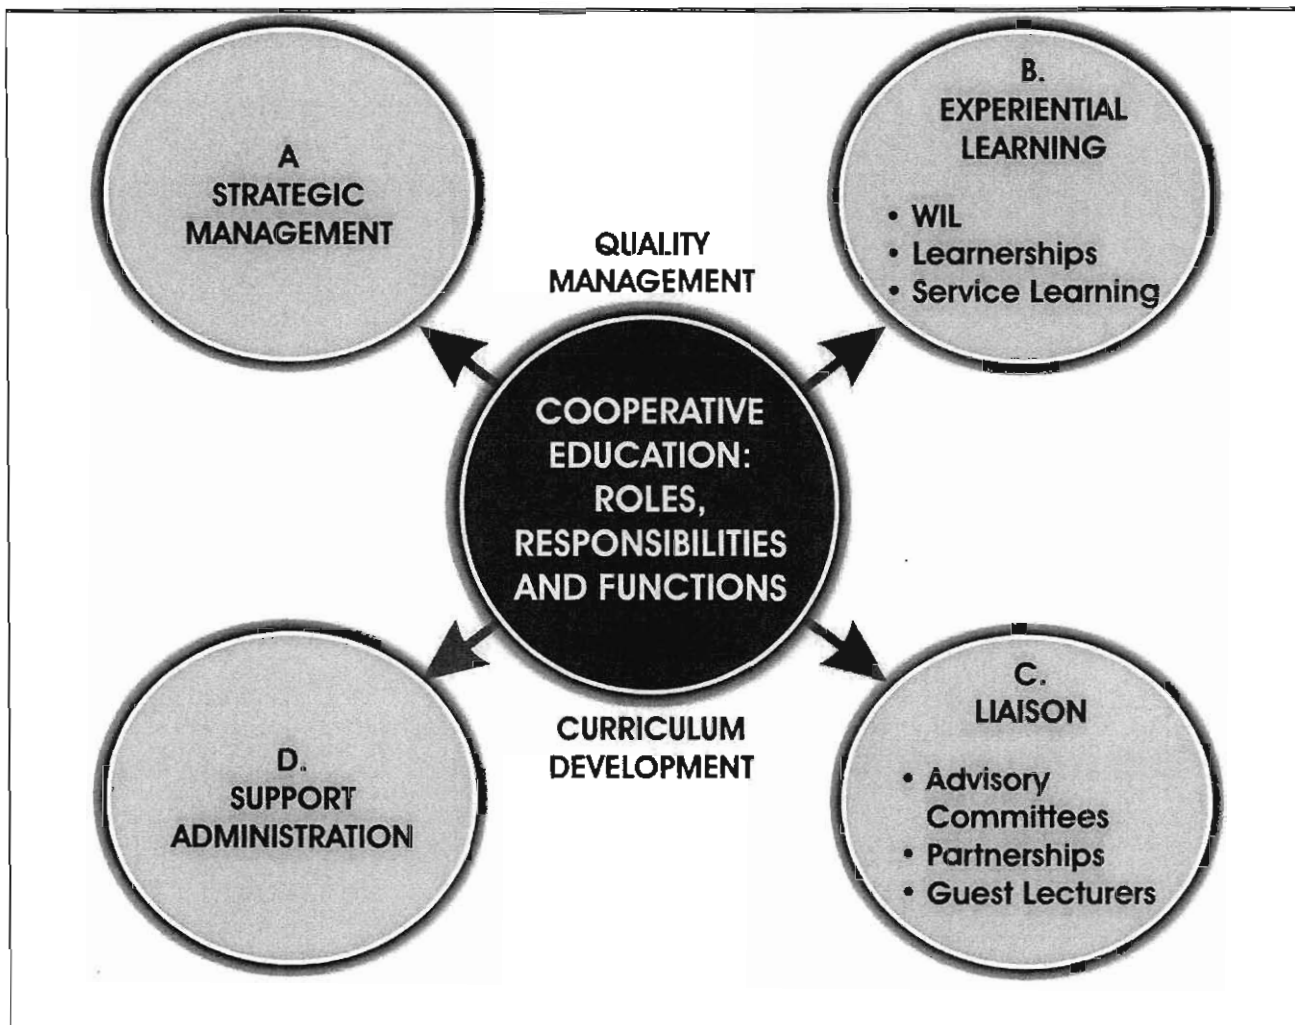 A
STRATEGIC
MANAGEMENT
B.
EXPERIENTIAL
LEARNING
• WIL
• Learnerships
• Service Learning
QUALITY
MANAGEMENT
COOPERATIVE
EDUCATION:
ROLES,
RESPONSIBILITIES
AND FUNCTIONS
CURRICULUM
DEVELOPMENT
D.
SUPPORT
ADMINISTRATION
C.
LIAISON
• Advisory
Committees
• Partnerships
• Guest Lecturers